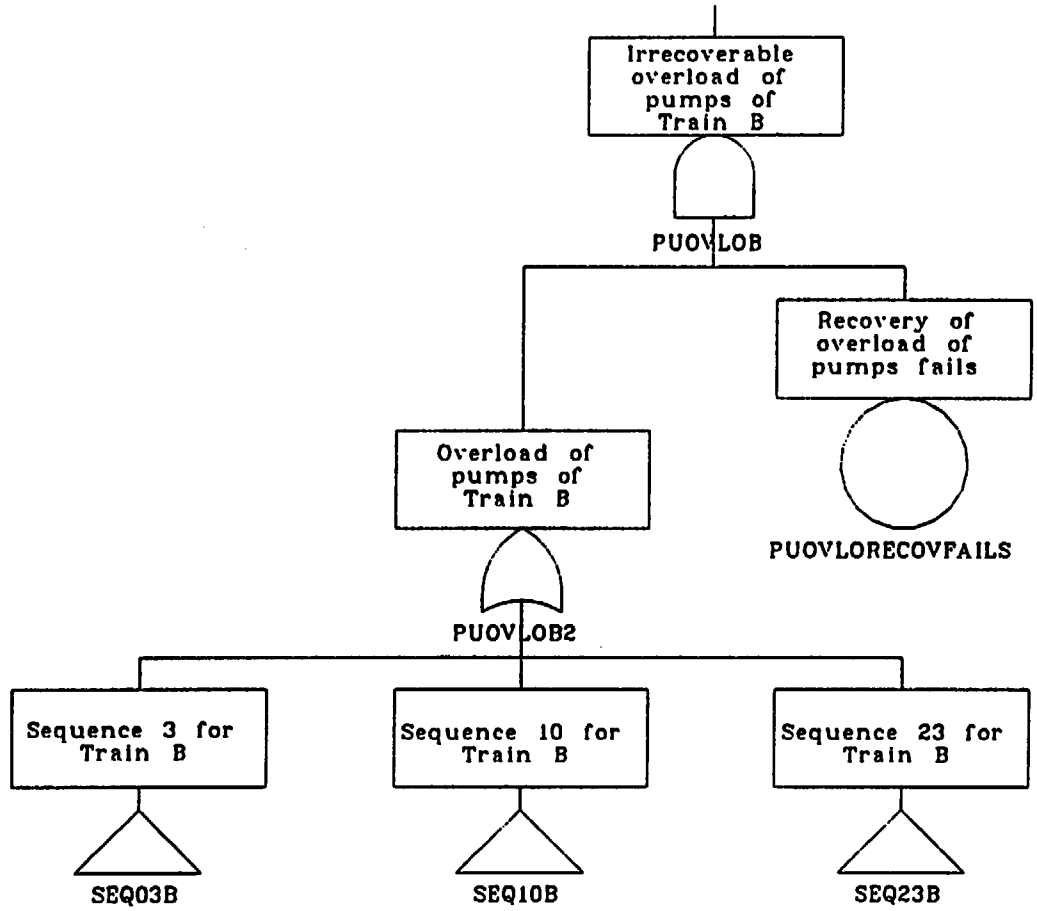 Irrecoverable
overload of
pumps of
Train B
PUOVLOB
Recovery of
overload of
pumps fails
PUOVLORECOVFAILS
Overload of
pumps of
Train B
PUOVLOB2
Sequence 3 for
Train B
SEQ03B
Sequence 10 for
Train B
SEQ10B
Sequence 23 for
Train B
SEQ23B